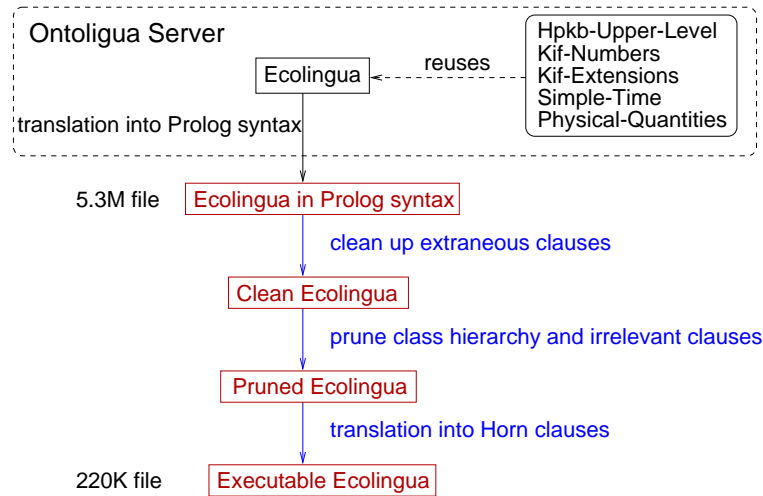 Ontoligua Server
Hpkb-Upper-Level
Kif-Numbers
Kif-Extensions
Simple-Time
Physical-Quantities
reuses
Ecolingua
translation into Prolog syntax
5.3M file
Ecolingua in Prolog syntax
clean up extraneous clauses
Clean Ecolingua
prune class hierarchy and irrelevant clauses
Pruned Ecolingua
translation into Horn clauses
220K file
Executable Ecolingua